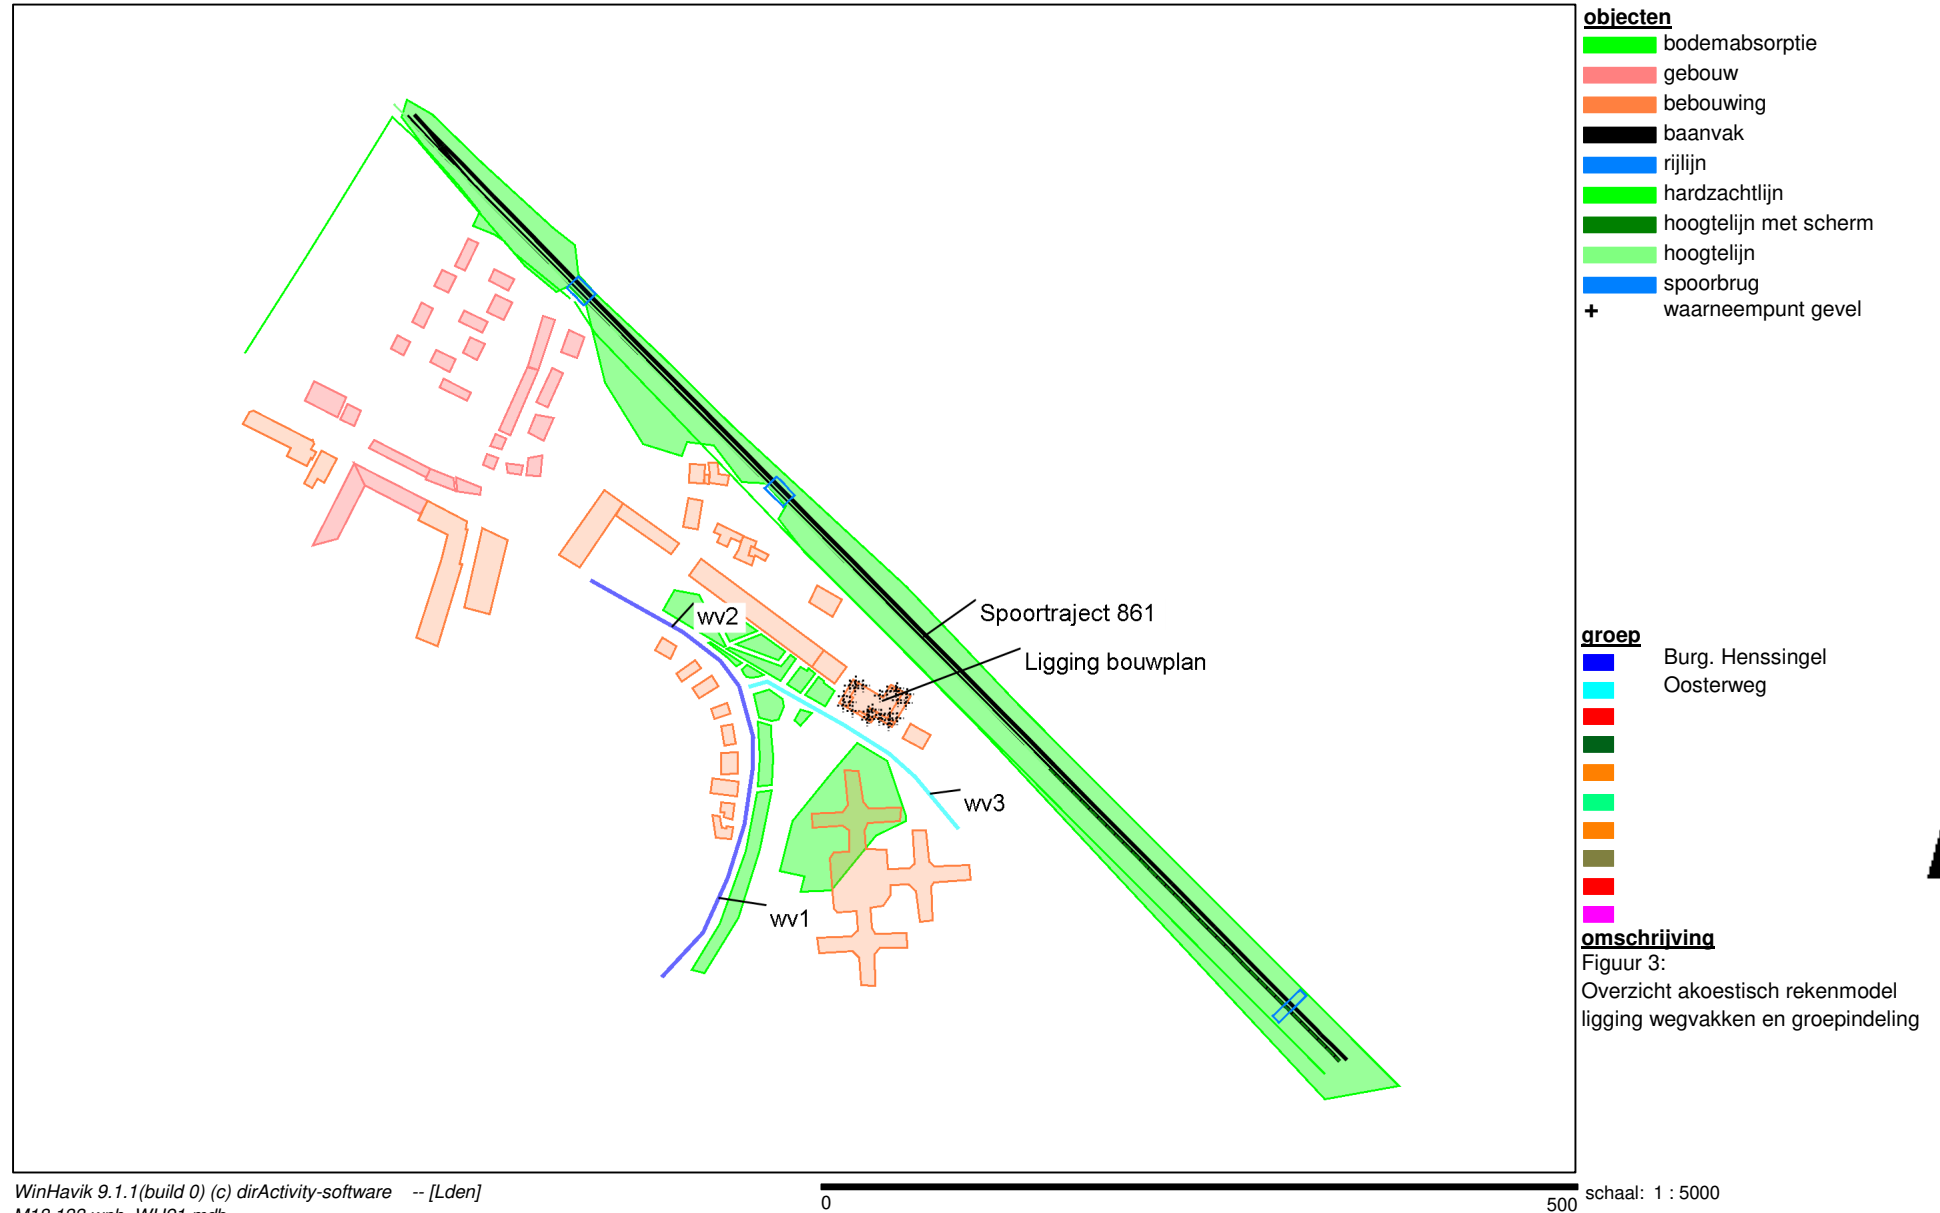 objecten
bodemabsorptie
gebouw
bebouwing
baanvak
rijlijn
hardzachtlijn
hoogtelijn met scherm
hoogtelijn
spoorbrug
+ waarneempunt gevel
Spoortraject 861
wv2
Ligging bouwplan
wv3
wv1
groep
Burg. Henssingel
Oosterweg
omschrijving
Figuur 3:
Overzicht akoestisch rekenmodel
ligging wegvakken en groepindeling
WinHavik 9.1.1(build 0) (c) dirActivity-software -- [Lden]
0 500
schaal: 1 : 5000